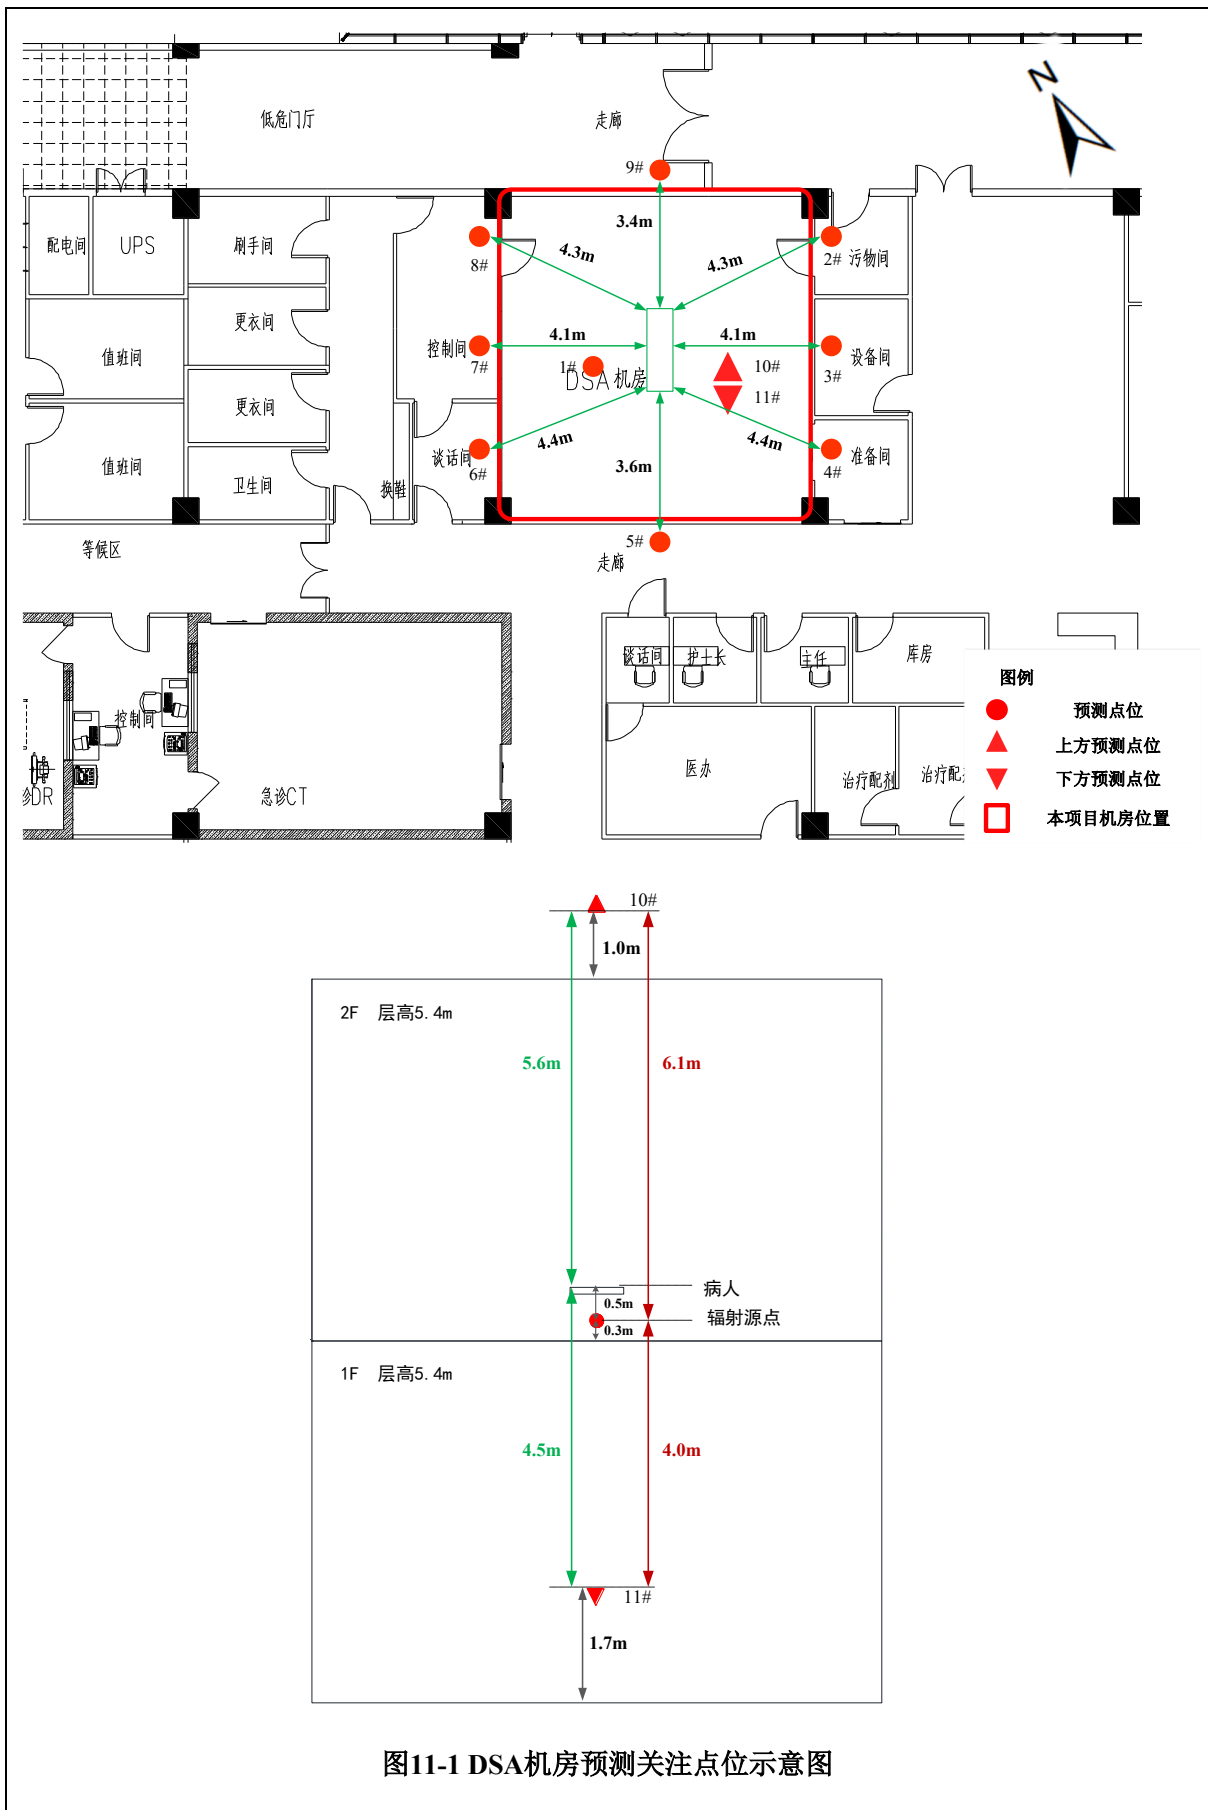 N
低危门厅
走廊
9#
配电间
UPS
刷手间
8#
3.4m
4.3m
4.3m
2#
污物间
更衣间
值班间
控制间
7#
4.1m
4.1m
设备间
3#
1#
DSA机房
10#
11#
更衣间
值班间
卫生间
换鞋
谈话间
6#
4.4m
3.6m
4.4m
准备间
4#
等候区
5#
走廊
谈话间
护士长
主任
库房
控制间
医办
治疗配剂
诊DR
急诊CT
图例
预测点位
上方预测点位
下方预测点位
本项目机房位置
10#
1.0m
2F 层高5.4m
5.6m
6.1m
病人
0.5m
辐射源点
0.3m
1F 层高5.4m
4.5m
4.0m
11#
1.7m
图11-1 DSA机房预测关注点位示意图